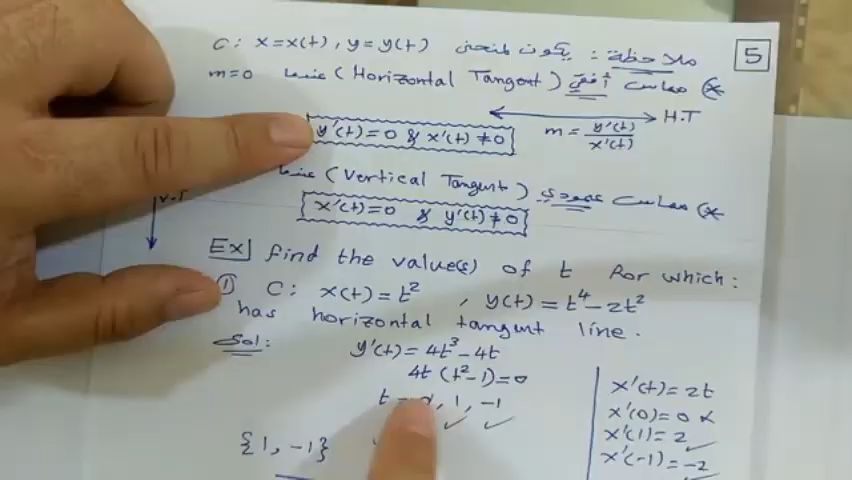 5
ملاحظة : يكون لمنحنى C: x=x(t), y=y(t)
* مماس أفقي (Horizontal Tangent) عندما m=0
y'(t)=0 & x'(t)≠0
m = y'(t)/x'(t)
H.T
* مماس عمودي (Vertical Tangent) عندما
x'(t)=0 & y'(t)≠0
V.T
Ex] find the value(s) of t for which:
① C: x(t)=t², y(t)=t⁴-2t²
has horizontal tangent line.
Sol: y'(t)=4t³-4t
4t(t²-1)=0
t = 0, 1, -1
{1, -1}
x'(t)=2t
x'(0)=0 ×
x'(1)=2 ✓
x'(-1)=-2 ✓